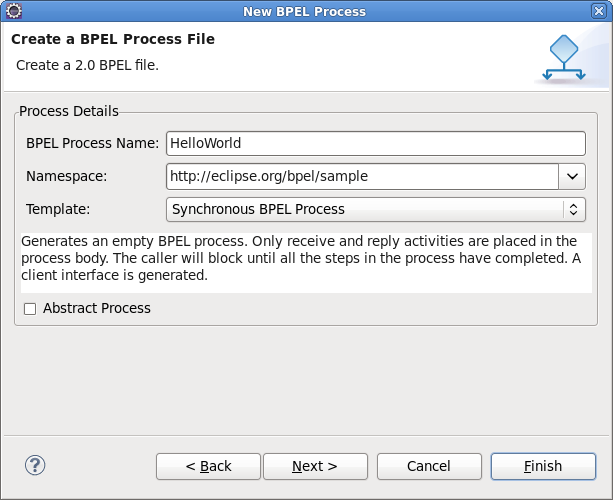 New BPEL Process
Create a BPEL Process File
Create a 2.0 BPEL file.
Process Details
BPEL Process Name: HelloWorld
Namespace: http://eclipse.org/bpel/sample
Template: Synchronous BPEL Process
Generates an empty BPEL process. Only receive and reply activities are placed in the
process body. The caller will block until all the steps in the process have completed. A
client interface is generated.
Abstract Process
? < Back Next > Cancel Finish